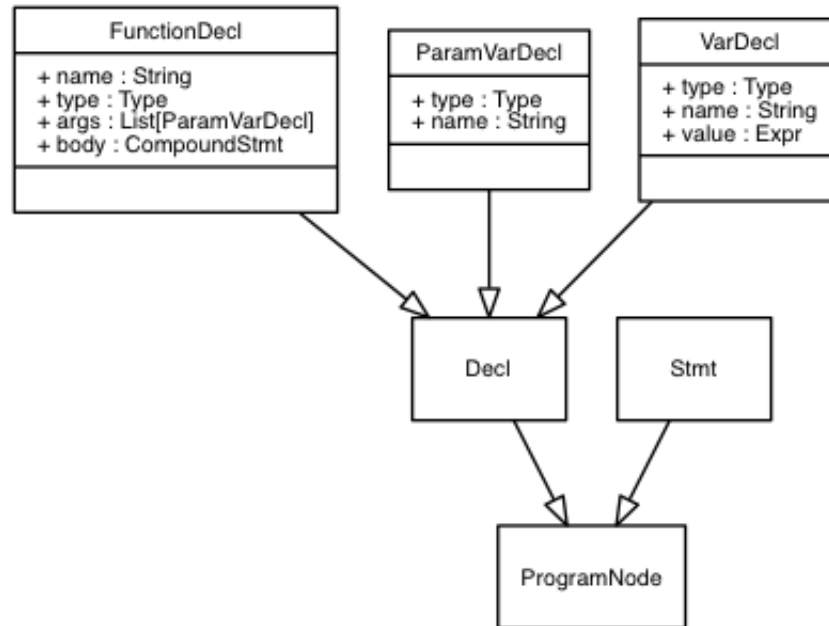 FunctionDecl
+ name : String
+ type : Type
+ args : List[ParamVarDecl]
+ body : CompoundStmt
ParamVarDecl
+ type : Type
+ name : String
VarDecl
+ type : Type
+ name : String
+ value : Expr
Decl
Stmt
ProgramNode